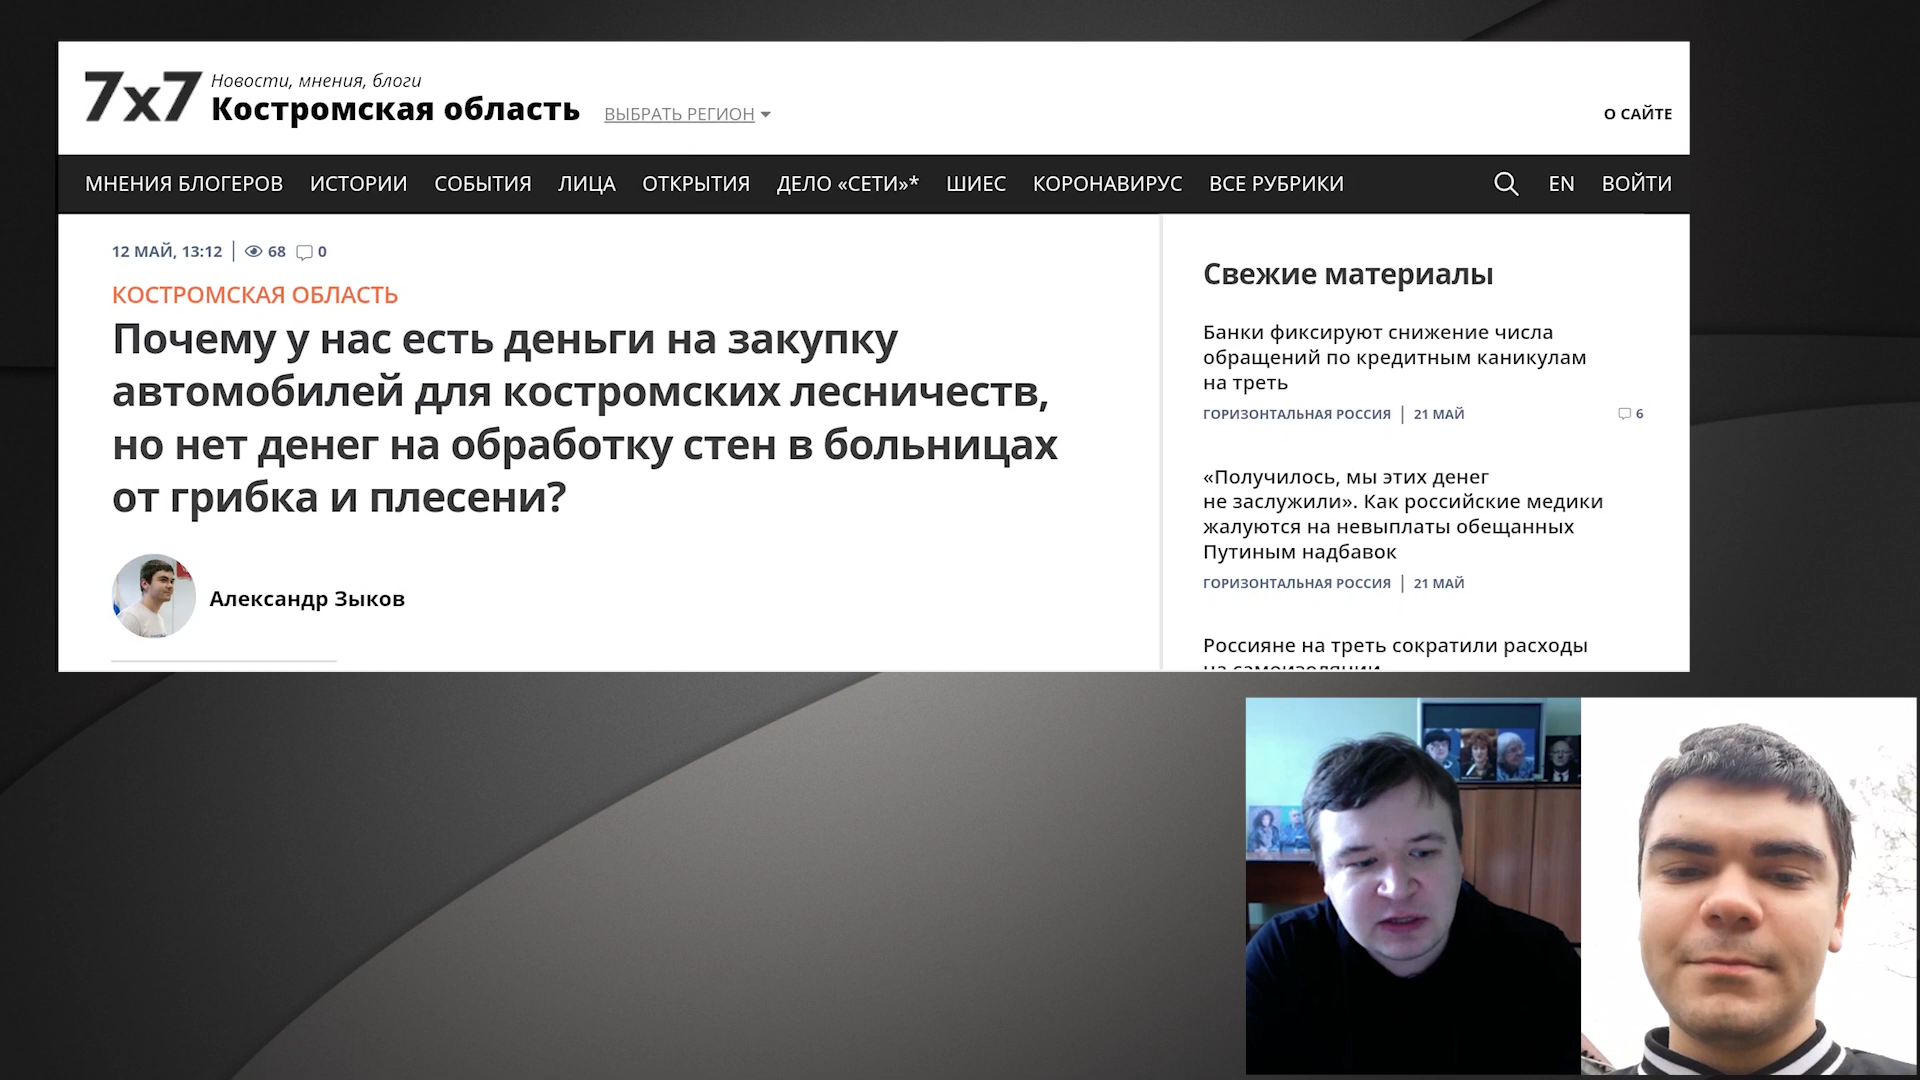 7x7
Новости, мнения, блоги
Костромская область
ВЫБРАТЬ РЕГИОН
О САЙТЕ
МНЕНИЯ БЛОГЕРОВ ИСТОРИИ СОБЫТИЯ ЛИЦА ОТКРЫТИЯ ДЕЛО «СЕТИ»* ШИЕС КОРОНАВИРУС ВСЕ РУБРИКИ EN ВОЙТИ
12 МАЙ, 13:12 68 0
КОСТРОМСКАЯ ОБЛАСТЬ
Почему у нас есть деньги на закупку
автомобилей для костромских лесничеств,
но нет денег на обработку стен в больницах
от грибка и плесени?
Александр Зыков
Свежие материалы
Банки фиксируют снижение числа
обращений по кредитным каникулам
на треть
ГОРИЗОНТАЛЬНАЯ РОССИЯ 21 МАЙ 6
«Получилось, мы этих денег
не заслужили». Как российские медики
жалуются на невыплаты обещанных
Путиным надбавок
ГОРИЗОНТАЛЬНАЯ РОССИЯ 21 МАЙ
Россияне на треть сократили расходы
на самоизоляции